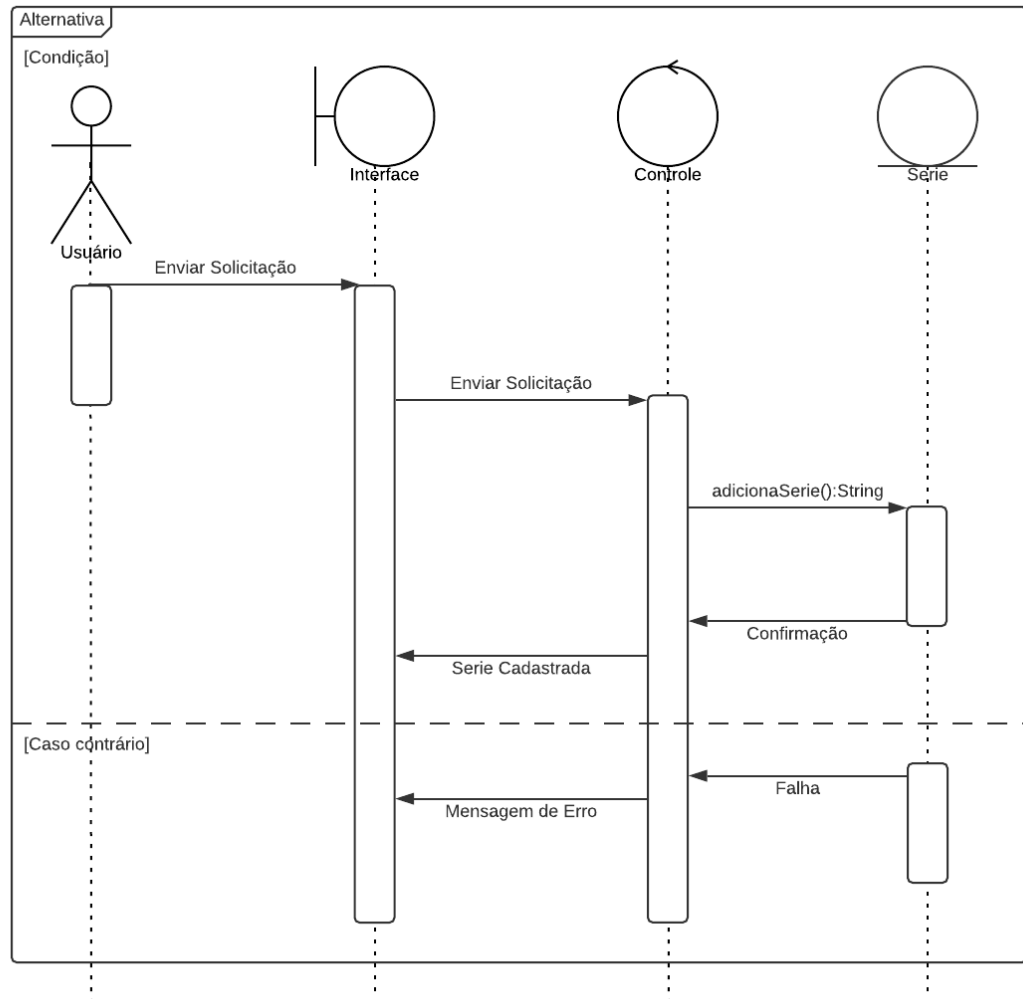 Alternativa
[Condição]
Interface
Controle
Serie
Usuário
Enviar Solicitação
Enviar Solicitação
adicionaSerie():String
Confirmação
Serie Cadastrada
[Caso contrário]
Falha
Mensagem de Erro